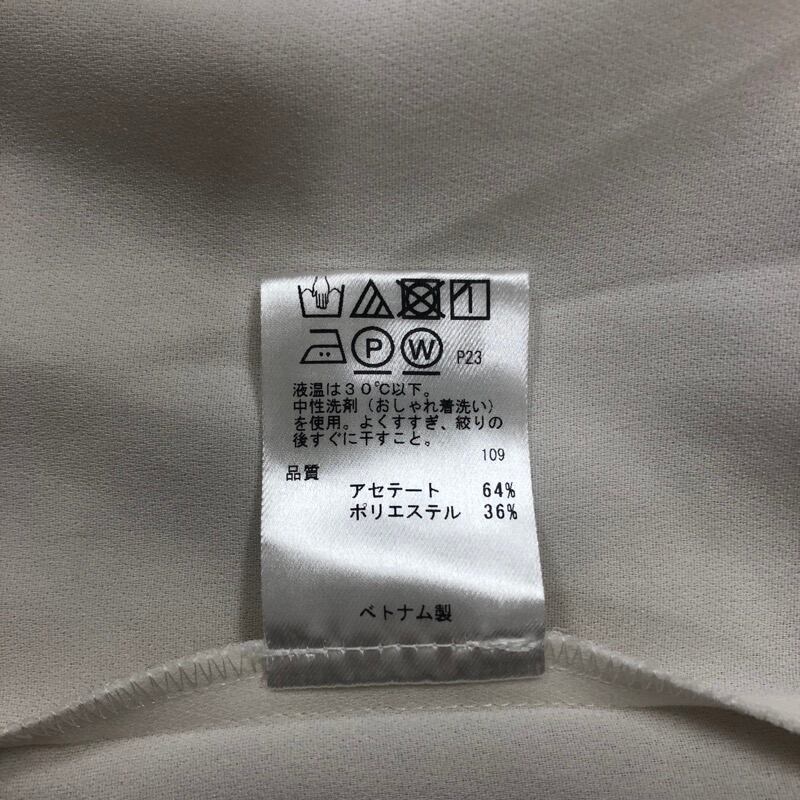 P W P23
液温は30℃以下。
中性洗剤(おしゃれ着洗い)
を使用。よくすすぎ、絞りの
後すぐに干すこと。
109
品質
アセテート 64%
ポリエステル 36%
ベトナム製